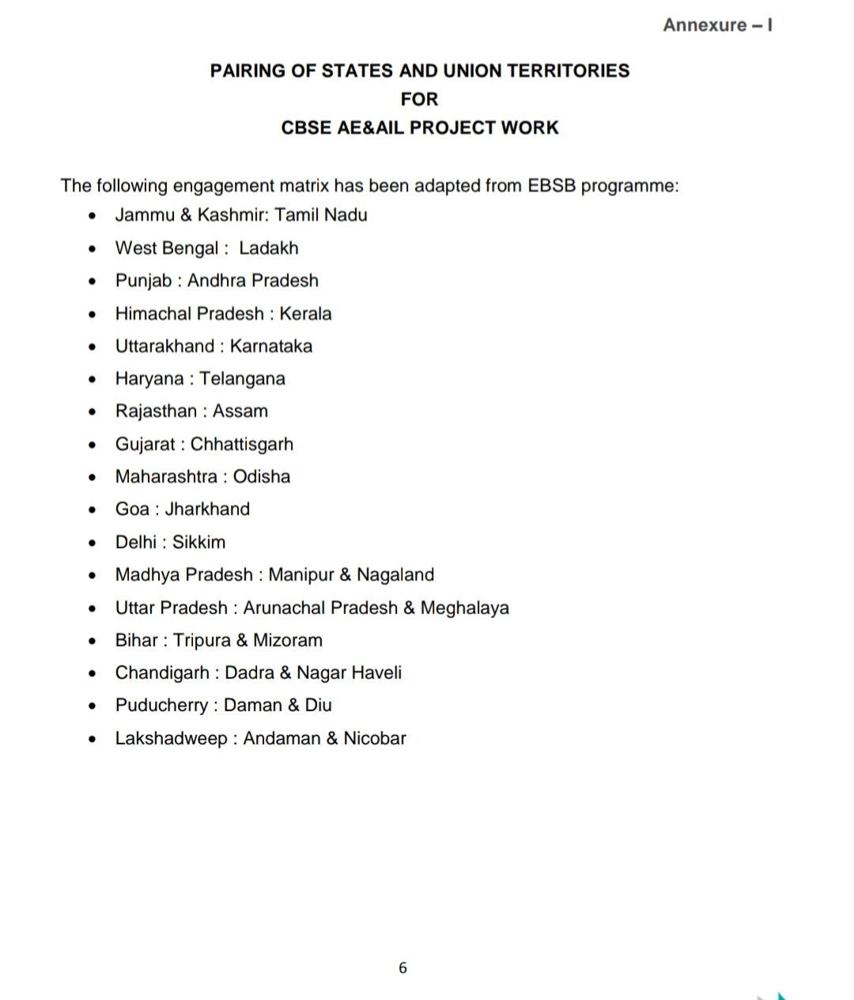 Annexure – I
PAIRING OF STATES AND UNION TERRITORIES
FOR
CBSE AE&AIL PROJECT WORK
The following engagement matrix has been adapted from EBSB programme:
• Jammu & Kashmir: Tamil Nadu
• West Bengal :  Ladakh
• Punjab : Andhra Pradesh
• Himachal Pradesh : Kerala
• Uttarakhand : Karnataka
• Haryana : Telangana
• Rajasthan : Assam
• Gujarat : Chhattisgarh
• Maharashtra : Odisha
• Goa : Jharkhand
• Delhi : Sikkim
• Madhya Pradesh : Manipur & Nagaland
• Uttar Pradesh : Arunachal Pradesh & Meghalaya
• Bihar : Tripura & Mizoram
• Chandigarh : Dadra & Nagar Haveli
• Puducherry : Daman & Diu
• Lakshadweep : Andaman & Nicobar
6